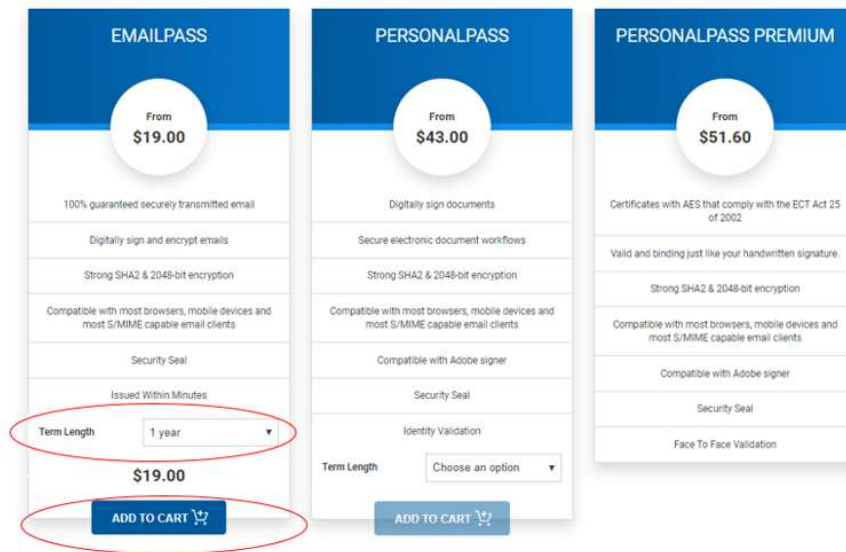 EMAILPASS
From
$19.00
100% guaranteed securely transmitted email
Digitally sign and encrypt emails
Strong SHA2 & 2048-bit encryption
Compatible with most browsers, mobile devices and
most S/MIME capable email clients
Security Seal
Issued Within Minutes
Term Length 1 year
$19.00
ADD TO CART
PERSONALPASS
From
$43.00
Digitally sign documents
Secure electronic document workflows
Strong SHA2 & 2048-bit encryption
Compatible with most browsers, mobile devices and
most S/MIME capable email clients
Compatible with Adobe signer
Security Seal
Identity Validation
Term Length Choose an option
ADD TO CART
PERSONALPASS PREMIUM
From
$51.60
Certificates with AES that comply with the ECT Act 25
of 2002
Valid and binding just like your handwritten signature.
Strong SHA2 & 2048-bit encryption
Compatible with most browsers, mobile devices and
most S/MIME capable email clients
Compatible with Adobe signer
Security Seal
Face To Face Validation